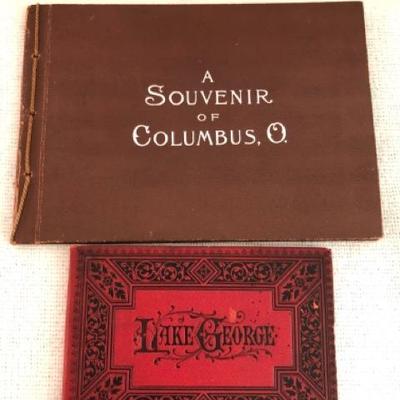 A
SOUVENIR
OF
COLUMBUS, O.
LAKE GEORGE